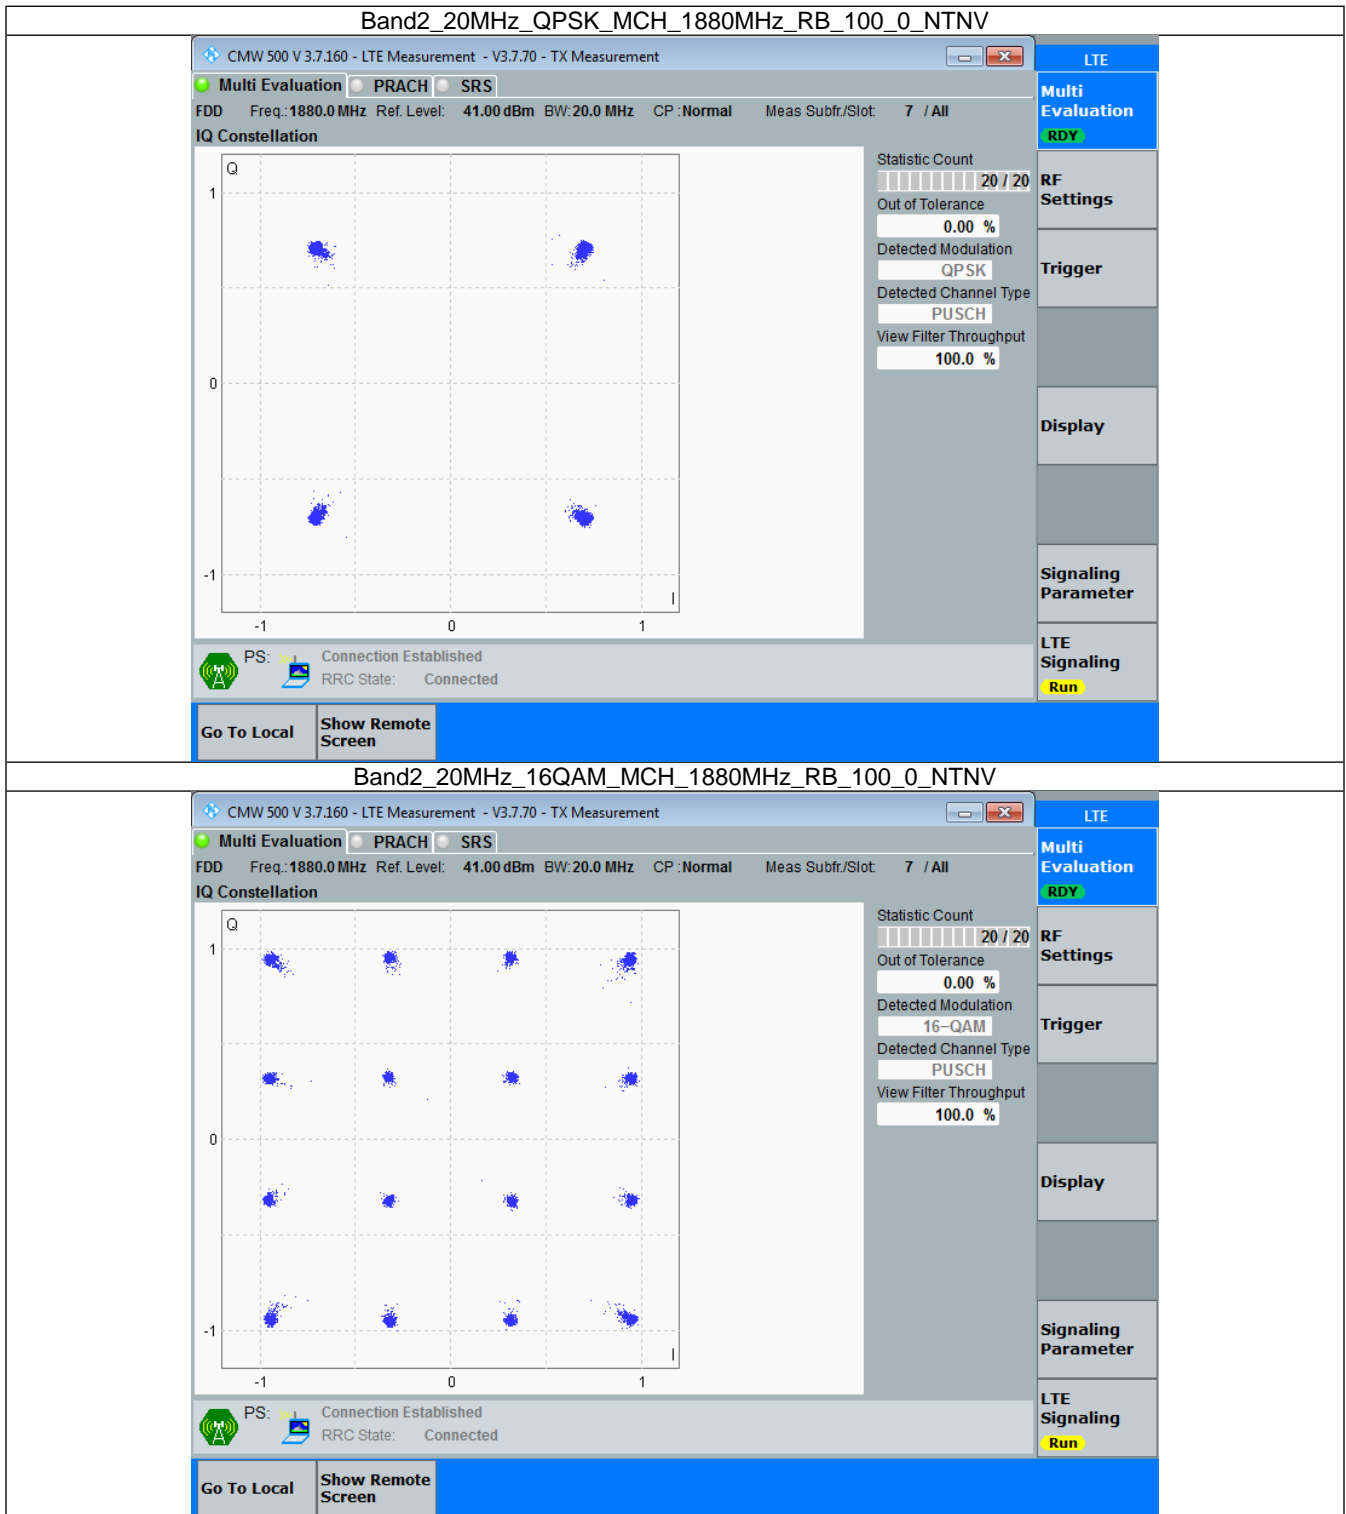 Band2_20MHz_QPSK_MCH_1880MHz_RB_100_0_NTNV
CMW 500 V 3.7.160 - LTE Measurement - V3.7.70 - TX Measurement
LTE
Multi Evaluation PRACH SRS
FDD Freq.: 1880.0 MHz Ref. Level: 41.00 dBm BW: 20.0 MHz CP : Normal Meas Subfr./Slot: 7 / All
IQ Constellation
Q
1
0
-1
I
-1 0 1
Statistic Count
20 / 20
Out of Tolerance
0.00 %
Detected Modulation
QPSK
Detected Channel Type
PUSCH
View Filter Throughput
100.0 %
Multi
Evaluation
RDY
RF
Settings
Trigger
Display
Signaling
Parameter
LTE
Signaling
Run
PS: Connection Established
RRC State: Connected
Go To Local
Show Remote
Screen
Band2_20MHz_16QAM_MCH_1880MHz_RB_100_0_NTNV
CMW 500 V 3.7.160 - LTE Measurement - V3.7.70 - TX Measurement
LTE
Multi Evaluation PRACH SRS
FDD Freq.: 1880.0 MHz Ref. Level: 41.00 dBm BW: 20.0 MHz CP : Normal Meas Subfr./Slot: 7 / All
IQ Constellation
Q
1
0
-1
I
-1 0 1
Statistic Count
20 / 20
Out of Tolerance
0.00 %
Detected Modulation
16-QAM
Detected Channel Type
PUSCH
View Filter Throughput
100.0 %
Multi
Evaluation
RDY
RF
Settings
Trigger
Display
Signaling
Parameter
LTE
Signaling
Run
PS: Connection Established
RRC State: Connected
Go To Local
Show Remote
Screen